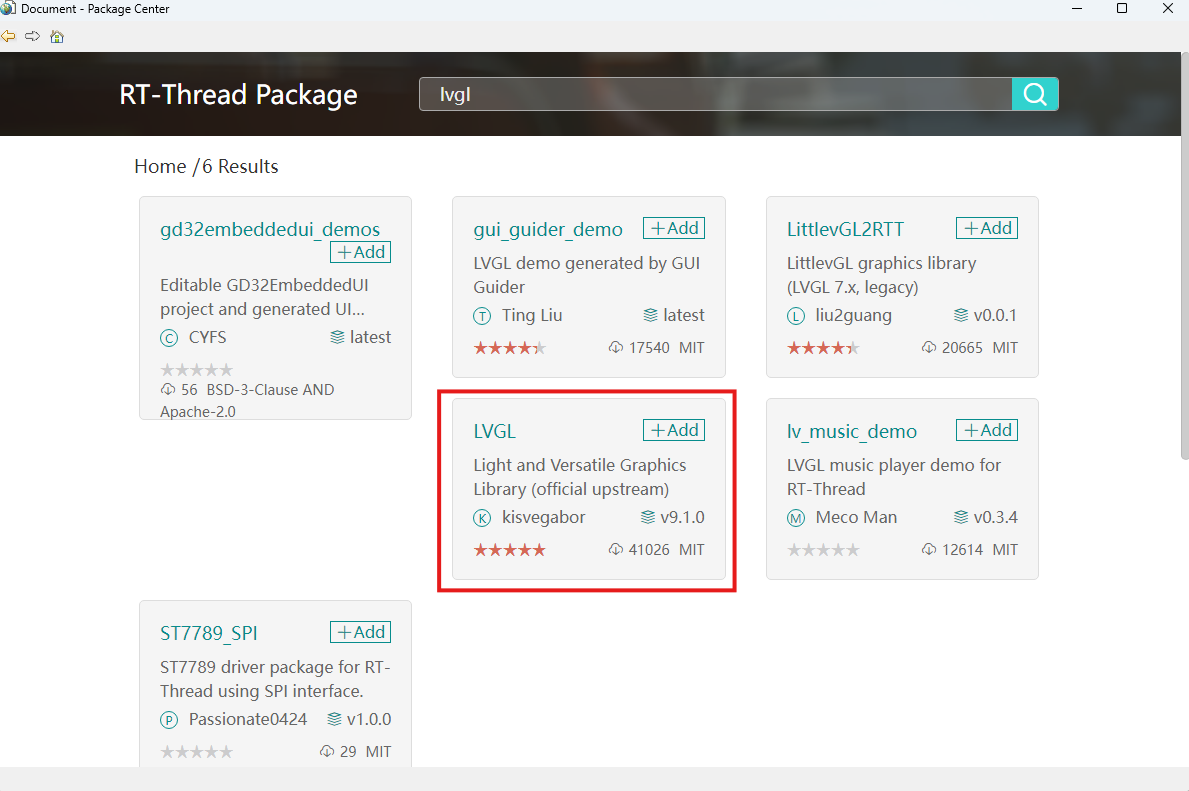 Document - Package Center
RT-Thread Package
lvgl
Home /6 Results
gd32embeddedui_demos
+Add
Editable GD32EmbeddedUI
project and generated UI...
C CYFS latest
56 BSD-3-Clause AND
Apache-2.0
gui_guider_demo +Add
LVGL demo generated by GUI
Guider
T Ting Liu latest
17540 MIT
LittlevGL2RTT +Add
LittlevGL graphics library
(LVGL 7.x, legacy)
L liu2guang v0.0.1
20665 MIT
LVGL +Add
Light and Versatile Graphics
Library (official upstream)
K kisvegabor v9.1.0
41026 MIT
lv_music_demo +Add
LVGL music player demo for
RT-Thread
M Meco Man v0.3.4
12614 MIT
ST7789_SPI +Add
ST7789 driver package for RT-
Thread using SPI interface.
P Passionate0424 v1.0.0
29 MIT